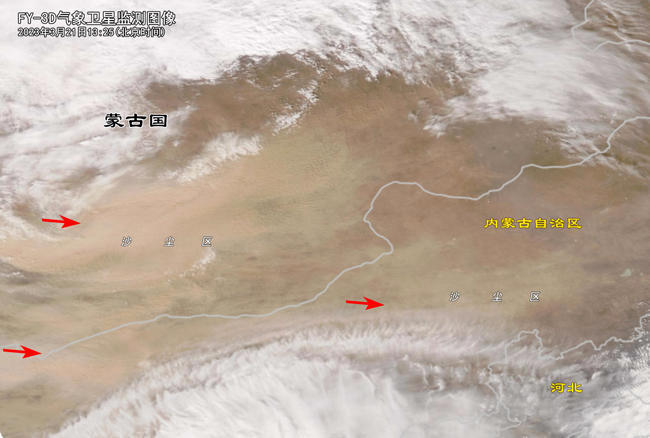 FY-3D气象卫星监测图像
2023年3月21日13:25(北京时间)
蒙古国
内蒙古自治区
沙 尘 区
沙 尘 区
河北